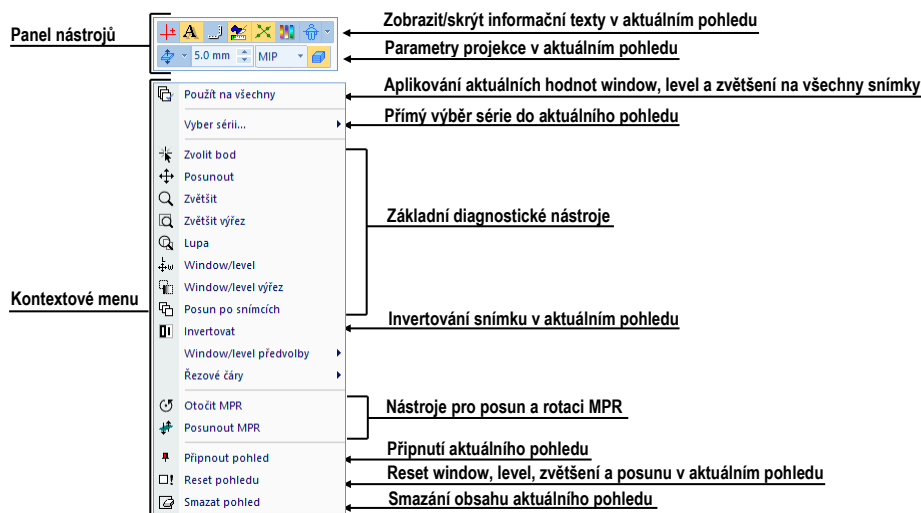 Panel nástrojů
Zobrazit/skrýt informační texty v aktuálním pohledu
A
5.0 mm MIP
Parametry projekce v aktuálním pohledu
Použít na všechny
Aplikování aktuálních hodnot window, level a zvětšení na všechny snímky
Vyber sérii...
Přímý výběr série do aktuálního pohledu
Zvolit bod
Posunout
Zvětšit
Zvětšit výřez
Lupa
Window/level
Window/level výřez
Posun po snímcích
Základní diagnostické nástroje
Kontextové menu
Invertovat
Invertování snímku v aktuálním pohledu
Window/level předvolby
Řezové čáry
Otočit MPR
Posunout MPR
Nástroje pro posun a rotaci MPR
Připnout pohled
Připnutí aktuálního pohledu
Reset pohledu
Reset window, level, zvětšení a posunu v aktuálním pohledu
Smazat pohled
Smazání obsahu aktuálního pohledu